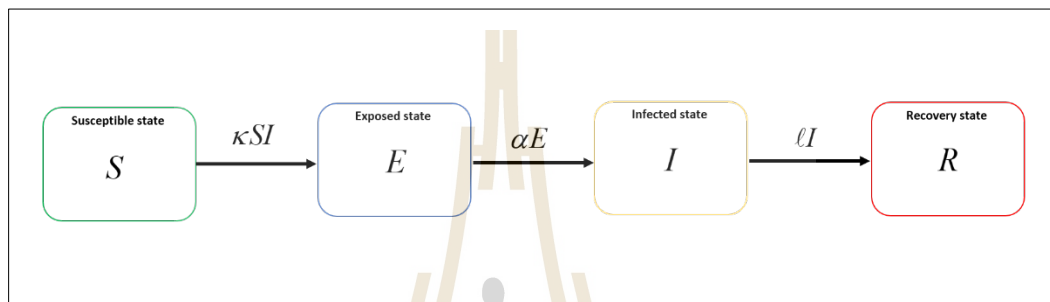 Susceptible state
S
κSI
Exposed state
E
αE
Infected state
I
ℓI
Recovery state
R